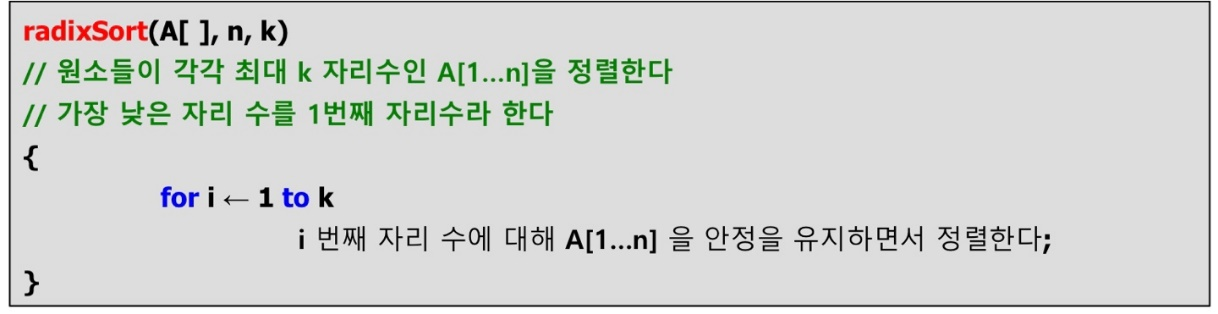 radixSort(A[ ], n, k)
// 원소들이 각각 최대 k 자리수인 A[1...n]을 정렬한다
// 가장 낮은 자리 수를 1번째 자리수라 한다
{
for i ← 1 to k
i 번째 자리 수에 대해 A[1...n] 을 안정을 유지하면서 정렬한다;
}